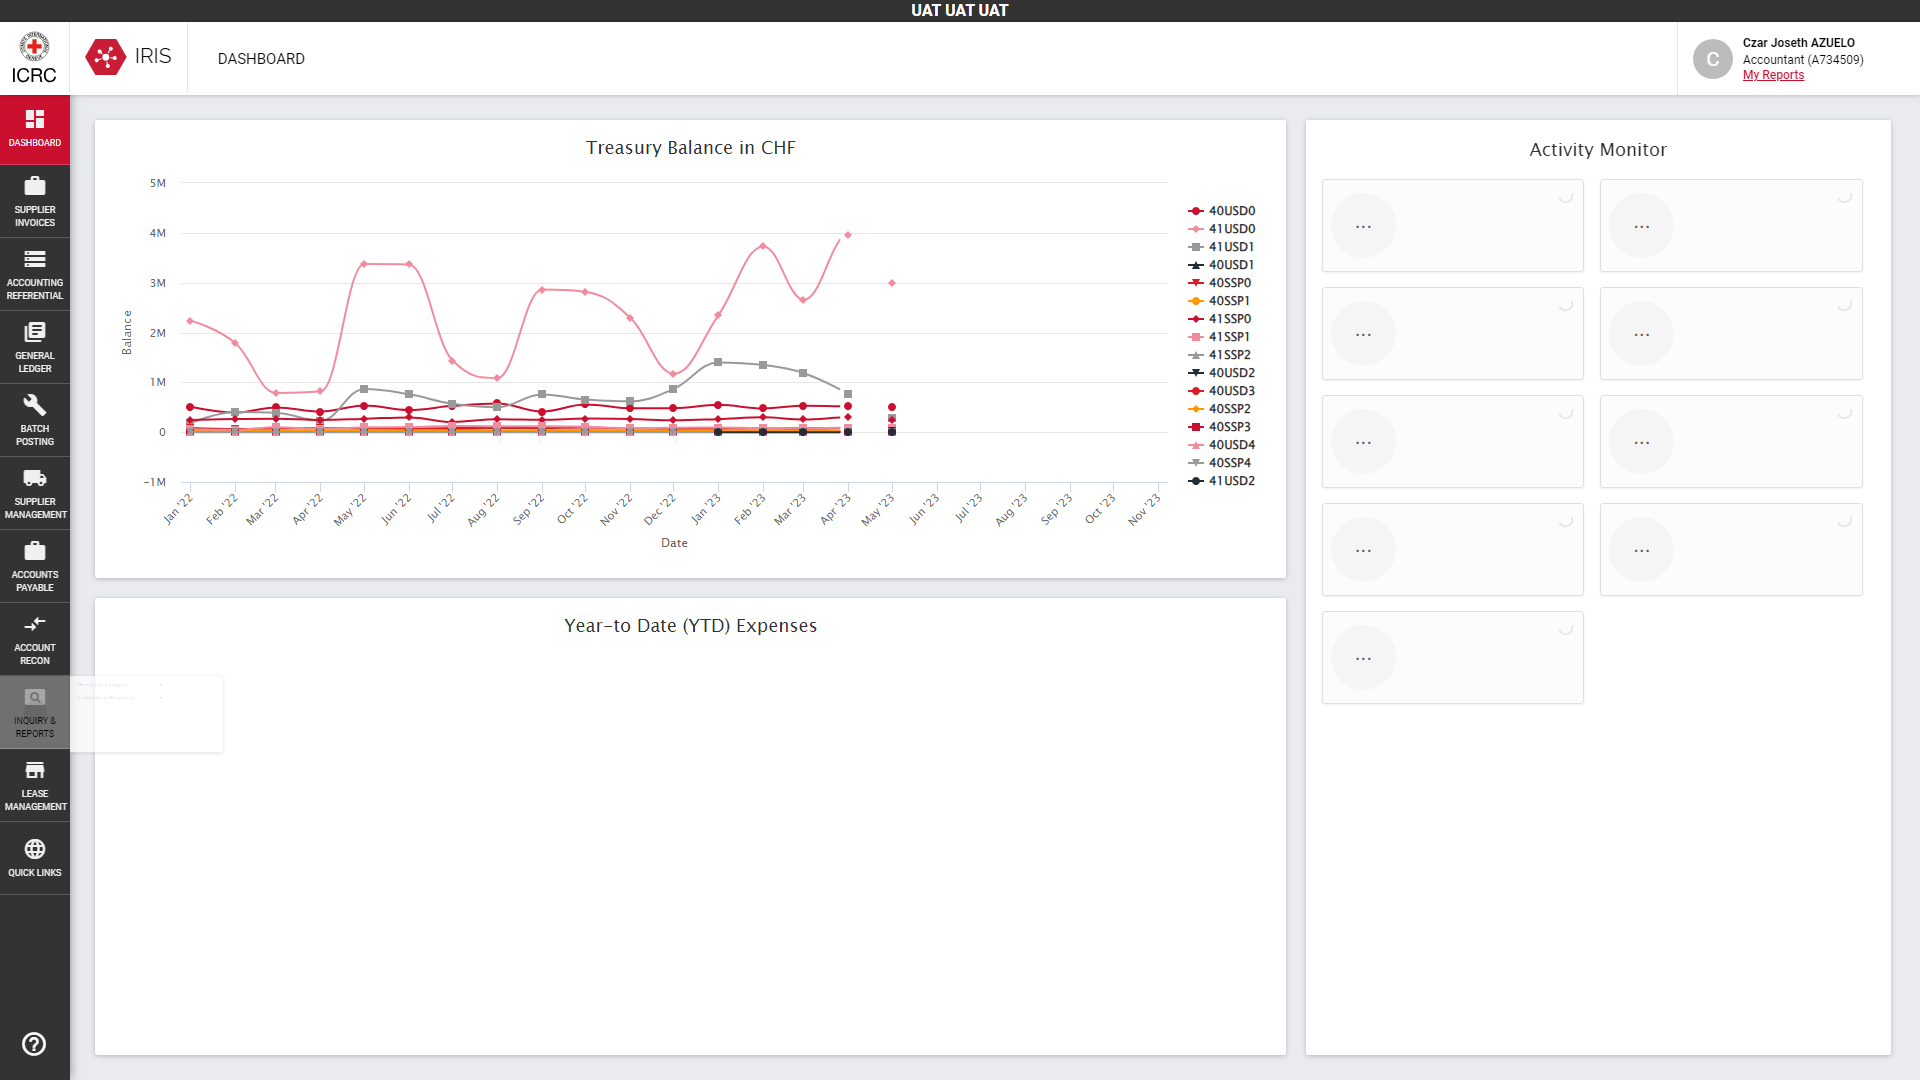 UAT UAT UAT
ICRC
IRIS
DASHBOARD
C
Czar Joseth AZUELO
Accountant (A734509)
My Reports
DASHBOARD
SUPPLIER
INVOICES
ACCOUNTING
REFERENTIAL
GENERAL
LEDGER
BATCH
POSTING
SUPPLIER
MANAGEMENT
ACCOUNTS
PAYABLE
ACCOUNT
RECON
INQUIRY &
REPORTS
LEASE
MANAGEMENT
QUICK LINKS
Treasury Balance in CHF
Balance
5M
4M
3M
2M
1M
0
-1M
Jan '22
Feb '22
Mar '22
Apr '22
May '22
Jun '22
Jul '22
Aug '22
Sep '22
Oct '22
Nov '22
Dec '22
Jan '23
Feb '23
Mar '23
Apr '23
May '23
Jun '23
Jul '23
Aug '23
Sep '23
Oct '23
Nov '23
Date
40USD0
41USD0
41USD1
40USD1
40SSP0
40SSP1
41SSP0
41SSP1
41SSP2
40USD2
40USD3
40SSP2
40SSP3
40USD4
40SSP4
41USD2
Year-to Date (YTD) Expenses
Activity Monitor
...
...
...
...
...
...
...
...
...